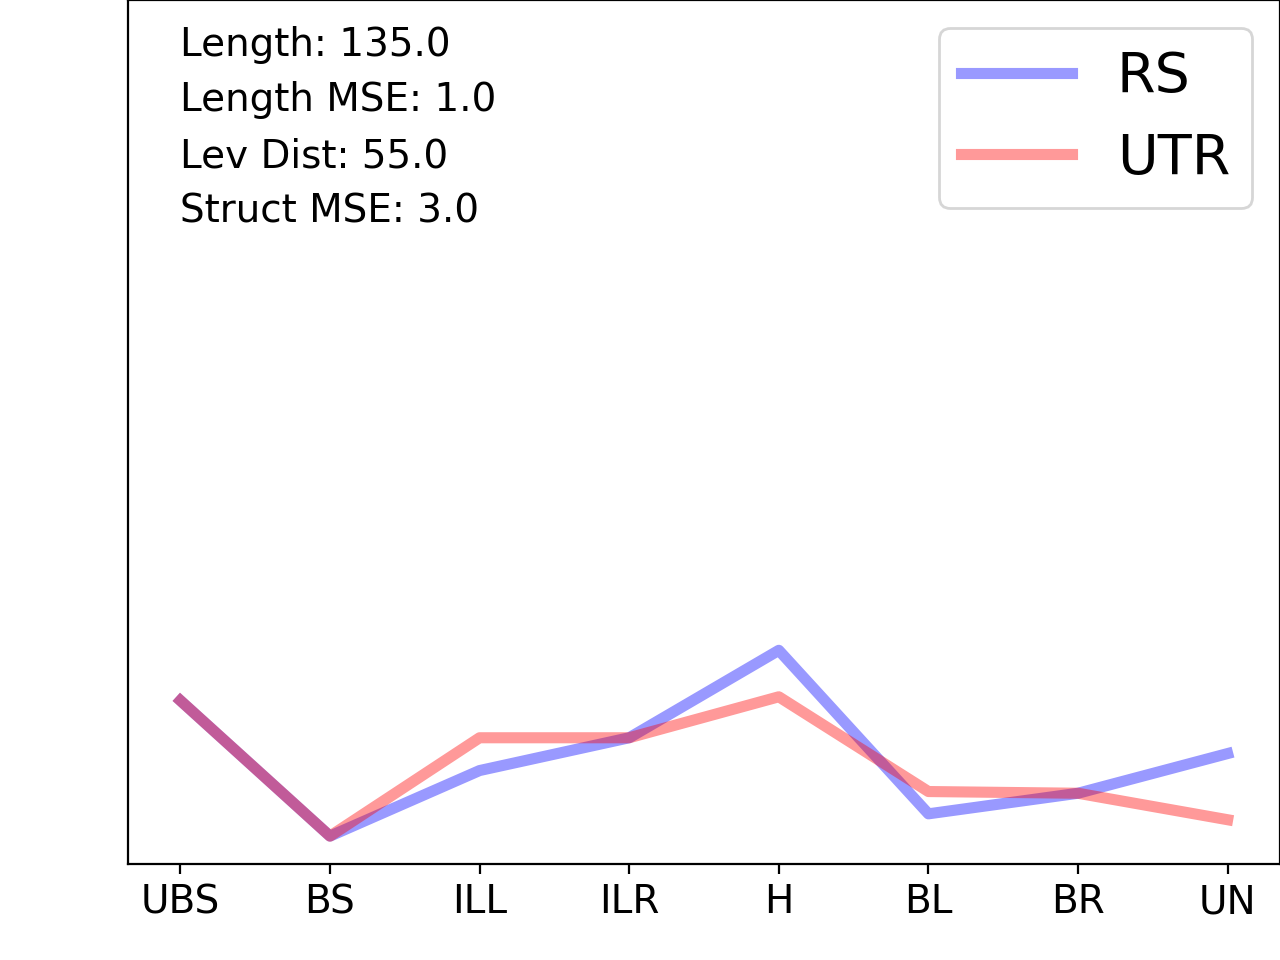 Length: 135.0
Length MSE: 1.0
Lev Dist: 55.0
Struct MSE: 3.0
RS
UTR
UBS BS ILL ILR H BL BR UN